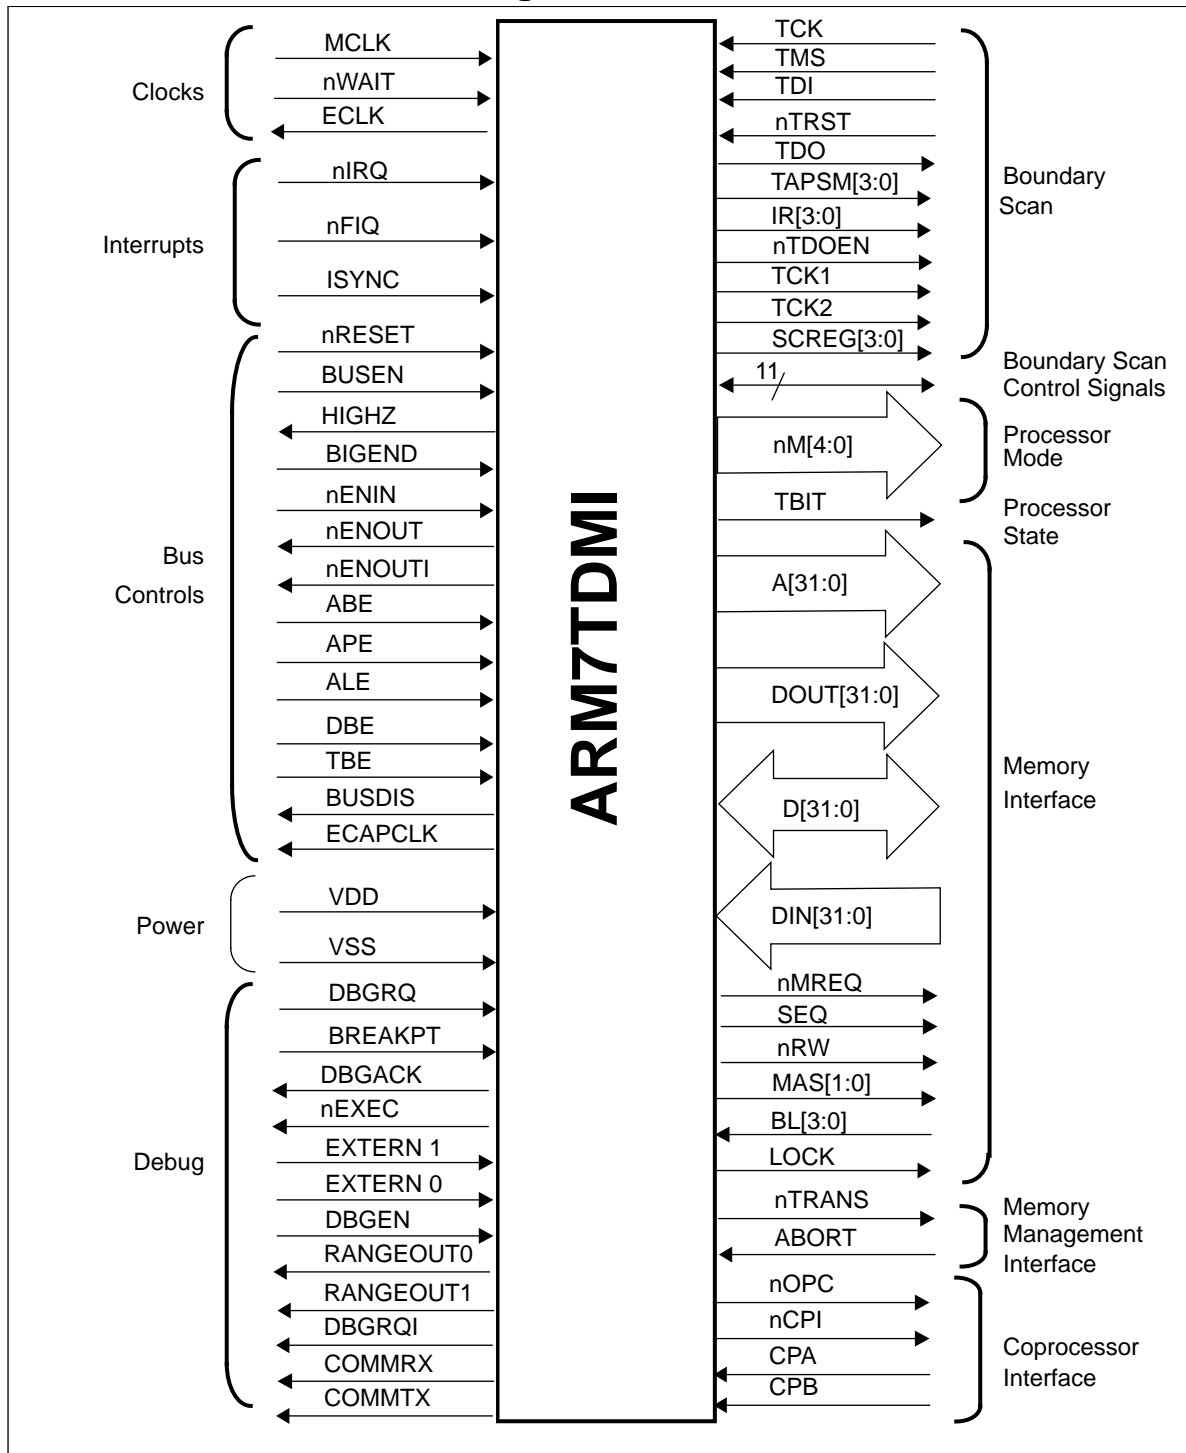 MCLK
nWAIT
ECLK
Clocks
nIRQ
nFIQ
ISYNC
Interrupts
nRESET
BUSEN
HIGHZ
BIGEND
nENIN
nENOUT
nENOUTI
ABE
APE
ALE
DBE
TBE
BUSDIS
ECAPCLK
Bus
Controls
VDD
VSS
Power
DBGRQ
BREAKPT
DBGACK
nEXEC
EXTERN 1
EXTERN 0
DBGEN
RANGEOUT0
RANGEOUT1
DBGRQI
COMMRX
COMMTX
Debug
ARM7TDMI
TCK
TMS
TDI
nTRST
TDO
TAPSM[3:0]
IR[3:0]
nTDOEN
TCK1
TCK2
SCREG[3:0]
Boundary
Scan
11
Boundary Scan
Control Signals
nM[4:0]
Processor
Mode
TBIT
Processor
State
A[31:0]
DOUT[31:0]
D[31:0]
DIN[31:0]
nMREQ
SEQ
nRW
MAS[1:0]
BL[3:0]
LOCK
Memory
Interface
nTRANS
ABORT
Memory
Management
Interface
nOPC
nCPI
CPA
CPB
Coprocessor
Interface